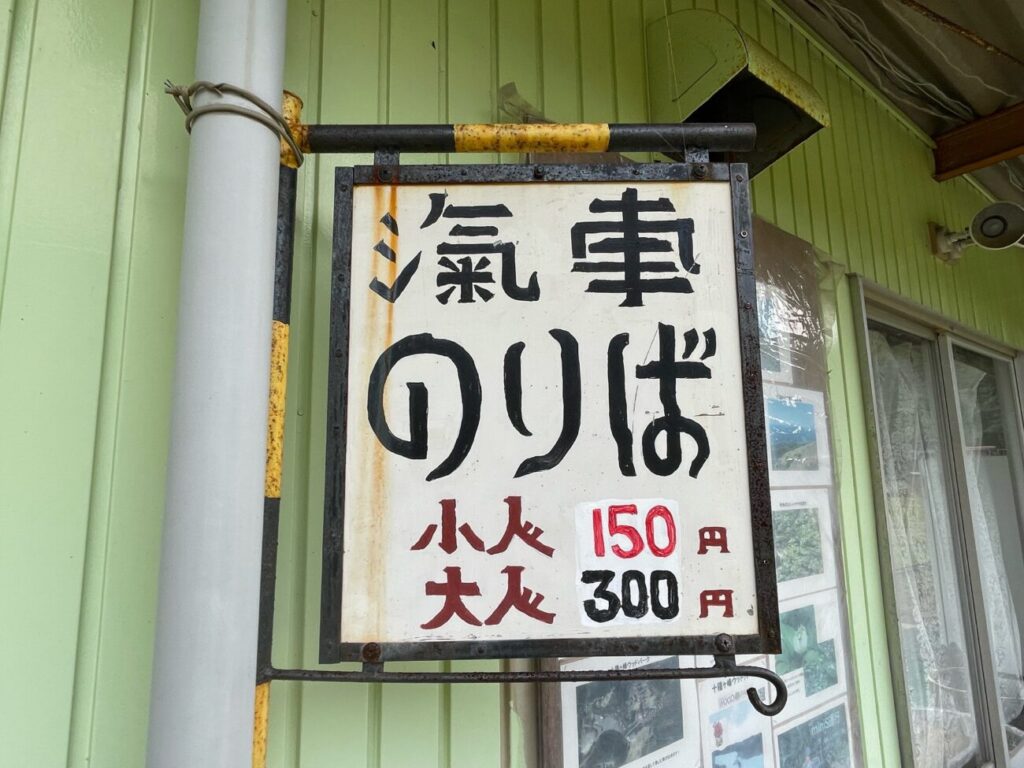 汽車
のりば
小人 150 円
大人 300 円